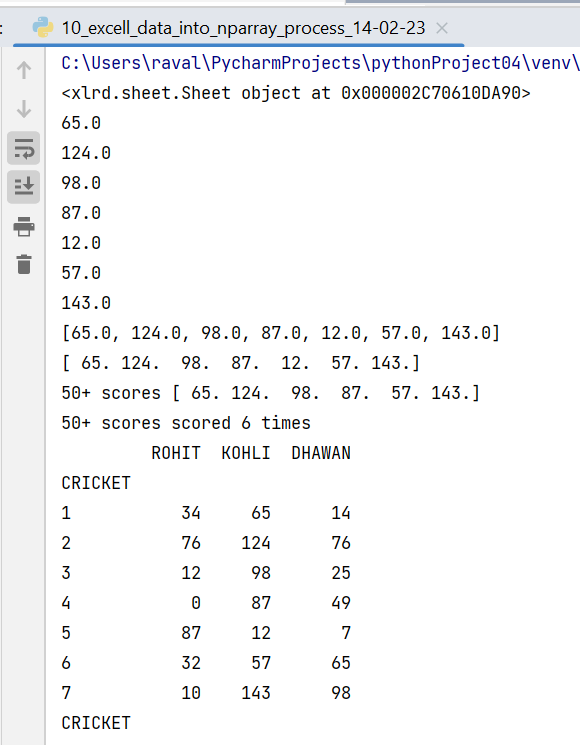 :
10_excell_data_into_nparray_process_14-02-23
C:\Users\raval\PycharmProjects\pythonProject04\venv\
<xlrd.sheet.Sheet object at 0x000002C70610DA90>
65.0
124.0
98.0
87.0
12.0
57.0
143.0
[65.0, 124.0, 98.0, 87.0, 12.0, 57.0, 143.0]
[ 65. 124.  98.  87.  12.  57. 143.]
50+ scores [ 65. 124.  98.  87.  57. 143.]
50+ scores scored 6 times
         ROHIT  KOHLI  DHAWAN
CRICKET
1           34     65      14
2           76    124      76
3           12     98      25
4            0     87      49
5           87     12       7
6           32     57      65
7           10    143      98
CRICKET